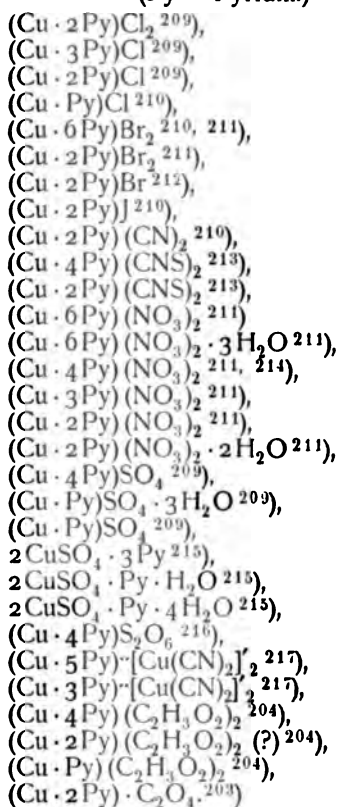 (Cu · 2Py)Cl₂ ²⁰⁹),
(Cu · 3Py)Cl ²⁰⁹),
(Cu · 2Py)Cl ²⁰⁹),
(Cu · Py)Cl ²¹⁰),
(Cu · 6Py)Br₂ ²¹⁰, ²¹¹),
(Cu · 2Py)Br₂ ²¹¹),
(Cu · 2Py)Br ²¹²),
(Cu · 2Py)J ²¹⁰),
(Cu · 2Py)(CN)₂ ²¹⁰),
(Cu · 4Py)(CNS)₂ ²¹³),
(Cu · 2Py)(CNS)₂ ²¹³),
(Cu · 6Py)(NO₃)₂ ²¹¹)
(Cu · 6Py)(NO₃)₂ · 3H₂O ²¹¹),
(Cu · 4Py)(NO₃)₂ ²¹¹, ²¹⁴),
(Cu · 3Py)(NO₃)₂ ²¹¹),
(Cu · 2Py)(NO₃)₂ ²¹¹),
(Cu · 2Py)(NO₃)₂ · 2H₂O ²¹¹),
(Cu · 4Py)SO₄ ²⁰⁹),
(Cu · Py)SO₄ · 3H₂O ²⁰⁹),
(Cu · Py)SO₄ ²⁰⁹),
2CuSO₄ · 3Py ²¹⁵),
2CuSO₄ · Py · H₂O ²¹⁵),
2CuSO₄ · Py · 4H₂O ²¹⁵),
(Cu · 4Py)S₂O₆ ²¹⁶),
(Cu · 5Py)··[Cu(CN)₂]′₂ ²¹⁷),
(Cu · 3Py)··[Cu(CN)₂]′₂ ²¹⁷),
(Cu · 4Py)(C₂H₃O₂)₂ ²⁰⁴),
(Cu · 2Py)(C₂H₃O₂)₂ (?) ²⁰⁴),
(Cu · Py)(C₂H₃O₂)₂ ²⁰⁴),
(Cu · 2Py) · C₂O₄ ²⁰³)